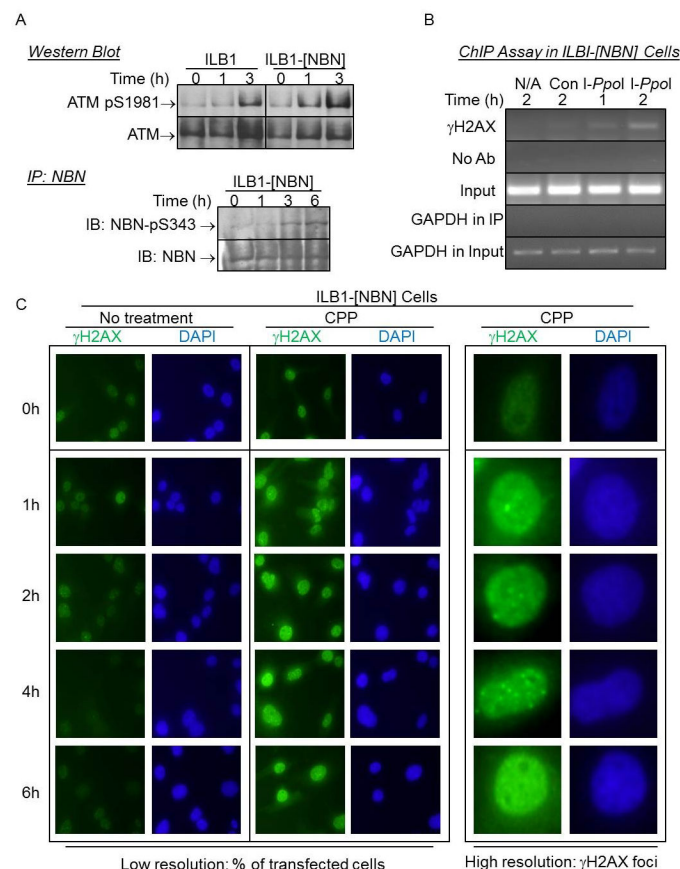 A
Western Blot
ILB1 ILB1-[NBN]
Time (h) 0 1 3 0 1 3
ATM pS1981→
ATM→
IP: NBN
ILB1-[NBN]
Time (h) 0 1 3 6
IB: NBN-pS343 →
IB: NBN →
B
ChIP Assay in ILBI-[NBN] Cells
N/A Con I-PpoI I-PpoI
Time (h) 2 2 1 2
γH2AX
No Ab
Input
GAPDH in IP
GAPDH in Input
C
ILB1-[NBN] Cells
No treatment CPP CPP
γH2AX DAPI γH2AX DAPI γH2AX DAPI
0h
1h
2h
4h
6h
Low resolution: % of transfected cells
High resolution: γH2AX foci